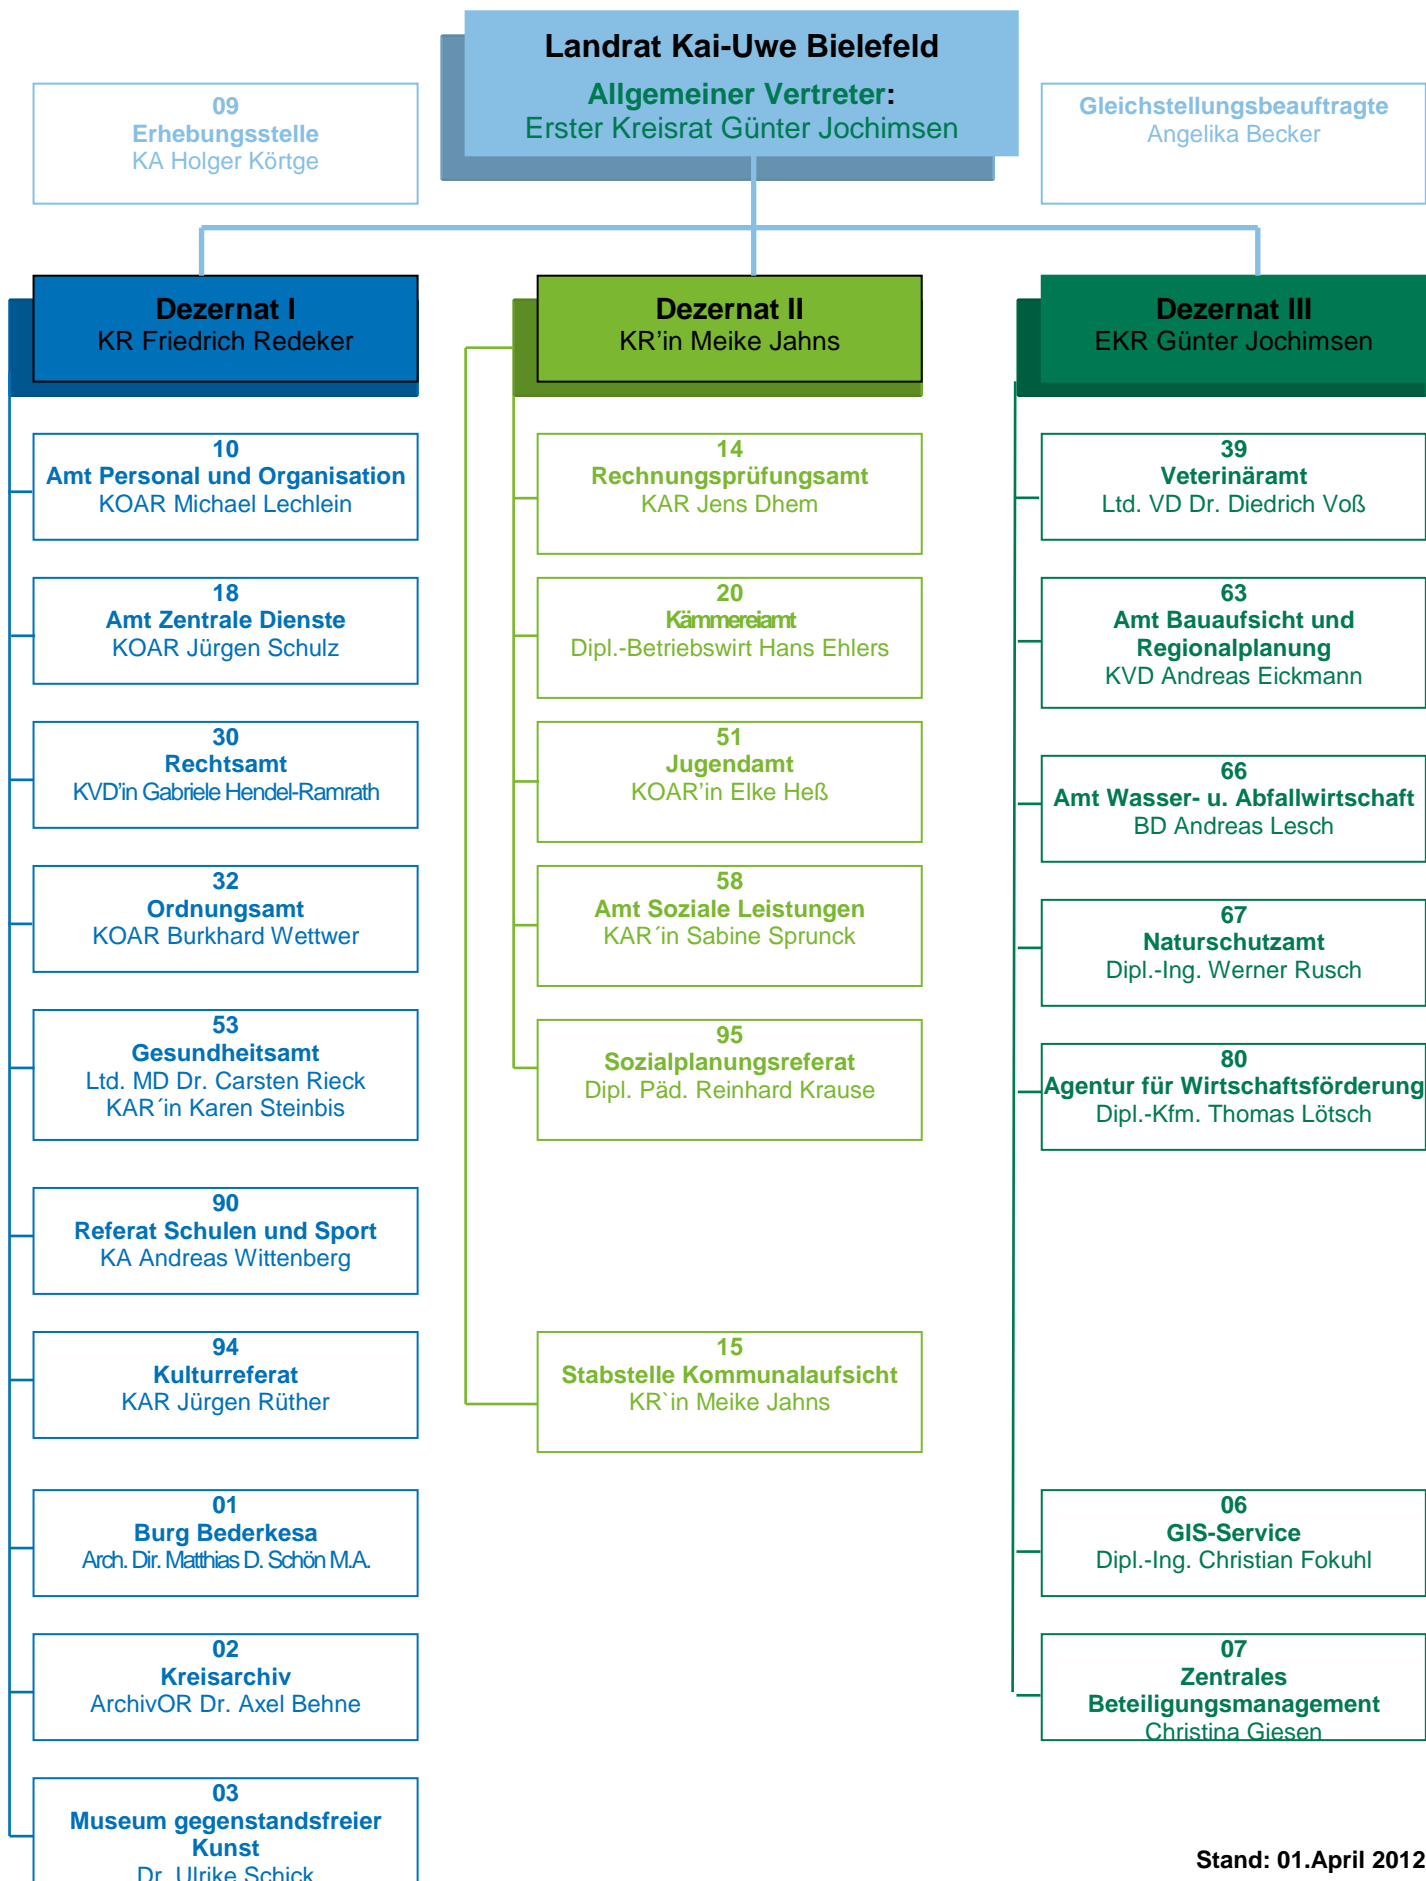 Landrat Kai-Uwe Bielefeld
Allgemeiner Vertreter:
Erster Kreisrat Günter Jochimsen
09
Erhebungsstelle
KA Holger Körtge
Gleichstellungsbeauftragte
Angelika Becker
Dezernat I
KR Friedrich Redeker
10
Amt Personal und Organisation
KOAR Michael Lechlein
18
Amt Zentrale Dienste
KOAR Jürgen Schulz
30
Rechtsamt
KVD'in Gabriele Hendel-Ramrath
32
Ordnungsamt
KOAR Burkhard Wettwer
53
Gesundheitsamt
Ltd. MD Dr. Carsten Rieck
KAR´in Karen Steinbis
90
Referat Schulen und Sport
KA Andreas Wittenberg
94
Kulturreferat
KAR Jürgen Rüther
01
Burg Bederkesa
Arch. Dir. Matthias D. Schön M.A.
02
Kreisarchiv
ArchivOR Dr. Axel Behne
03
Museum gegenstandsfreier
Kunst
Dr. Ulrike Schick
Dezernat II
KR’in Meike Jahns
14
Rechnungsprüfungsamt
KAR Jens Dhem
20
Kämmereiamt
Dipl.-Betriebswirt Hans Ehlers
51
Jugendamt
KOAR’in Elke Heß
58
Amt Soziale Leistungen
KAR´in Sabine Sprunck
95
Sozialplanungsreferat
Dipl. Päd. Reinhard Krause
15
Stabstelle Kommunalaufsicht
KR`in Meike Jahns
Dezernat III
EKR Günter Jochimsen
39
Veterinäramt
Ltd. VD Dr. Diedrich Voß
63
Amt Bauaufsicht und
Regionalplanung
KVD Andreas Eickmann
66
Amt Wasser- u. Abfallwirtschaft
BD Andreas Lesch
67
Naturschutzamt
Dipl.-Ing. Werner Rusch
80
Agentur für Wirtschaftsförderung
Dipl.-Kfm. Thomas Lötsch
06
GIS-Service
Dipl.-Ing. Christian Fokuhl
07
Zentrales
Beteiligungsmanagement
Christina Giesen
Stand: 01.April 2012